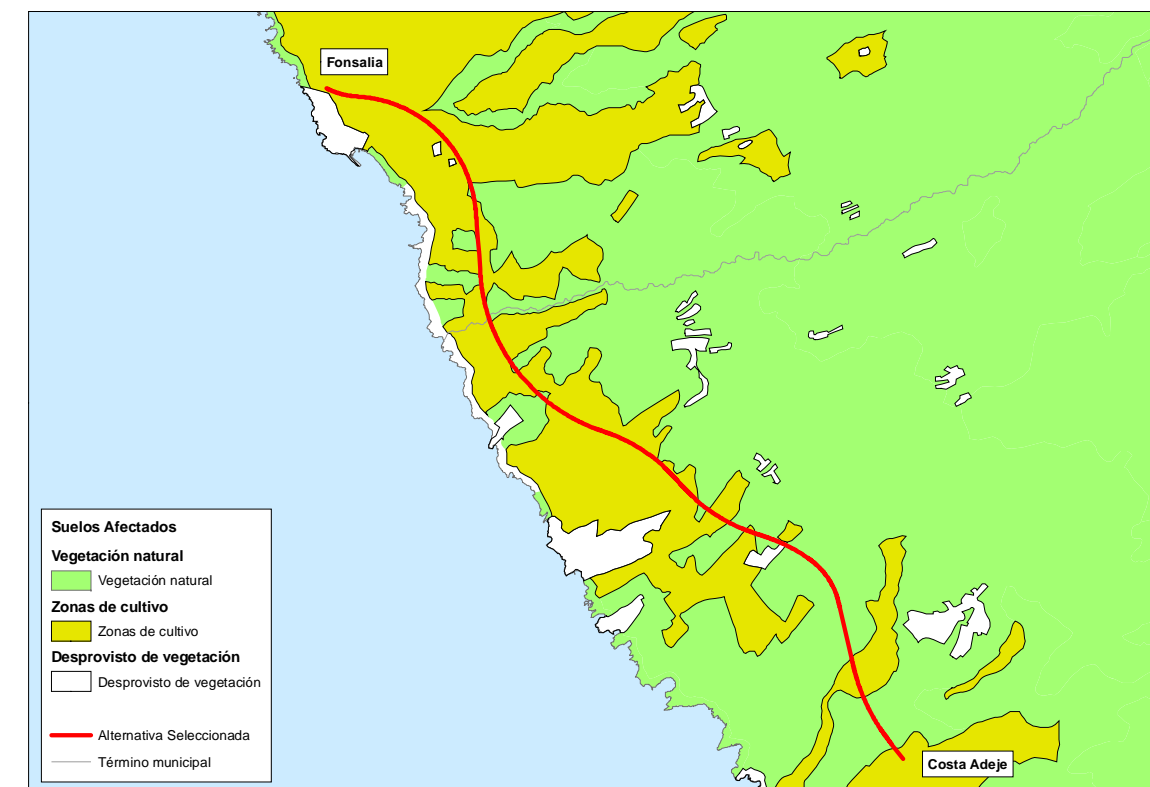 Fonsalia
Suelos Afectados
Vegetación natural
Vegetación natural
Zonas de cultivo
Zonas de cultivo
Desprovisto de vegetación
Desprovisto de vegetación
Alternativa Seleccionada
Término municipal
Costa Adeje